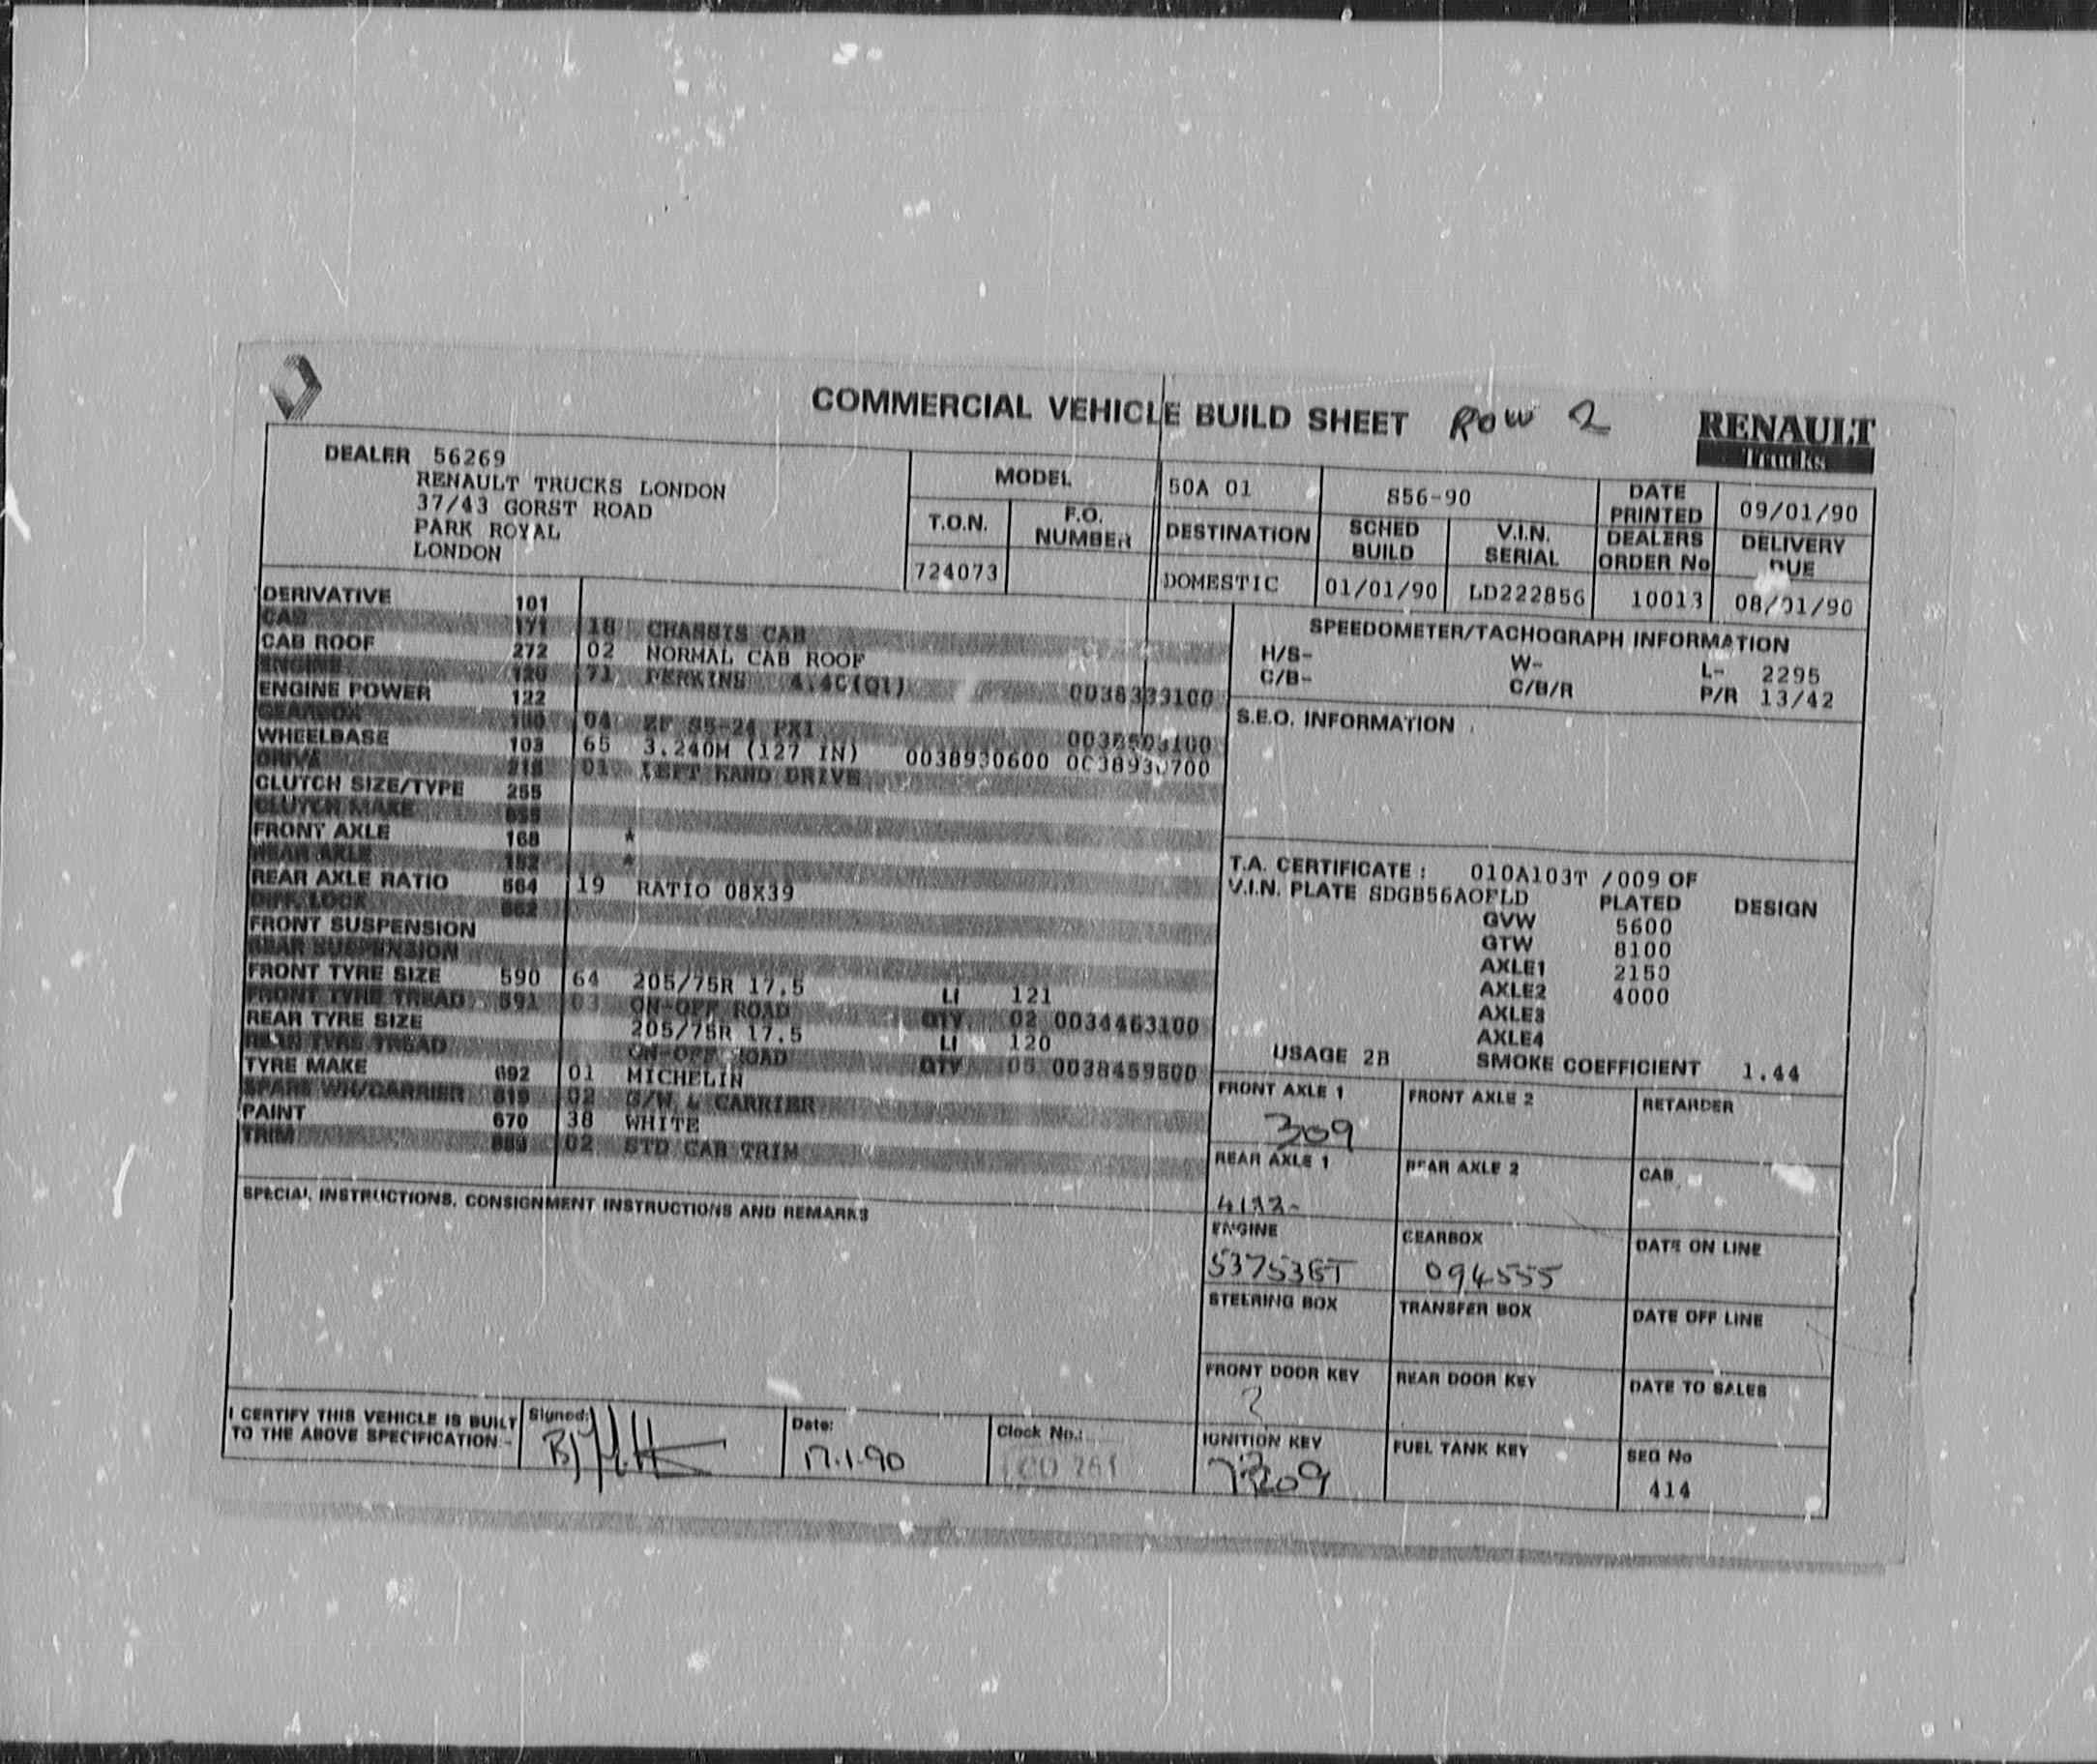 COMMERCIAL VEHICLE BUILD SHEET Row 2
RENAULT
Trucks
DEALER 56269
RENAULT TRUCKS LONDON
37/43 GORST ROAD
PARK ROYAL
LONDON
MODEL 50A 01 S56-90 DATE PRINTED 09/01/90
T.O.N. F.O. NUMBER DESTINATION SCHED BUILD V.I.N. SERIAL DEALERS ORDER No DELIVERY DUE
724073 DOMESTIC 01/01/90 LD222856 10013 08/01/90
DERIVATIVE 101
CAB 171 18 CHASSIS CAB
CAB ROOF 272 02 NORMAL CAB ROOF
ENGINE 120 71 PERKINS 4.40(Q1) 0038333100
ENGINE POWER 122
GEARBOX 180 04 ZF S5-24 PXI
WHEELBASE 103 65 3.240M (127 IN) 0038930600 0038930700
DRIVE 218 01 LEFT HAND DRIVE
CLUTCH SIZE/TYPE 255
CLUTCH MAKE
FRONT AXLE 168 *
REAR AXLE 152 *
REAR AXLE RATIO 564 19 RATIO 08X39
DIFF. LOCK 562
FRONT SUSPENSION
REAR SUSPENSION
FRONT TYRE SIZE 590 64 205/75R 17.5 LI 121
FRONT TYRE TREAD 591 03 ON-OFF ROAD QTY 02 0034463100
REAR TYRE SIZE 205/75R 17.5 LI 120
REAR TYRE TREAD ON-OFF ROAD QTY 05 0038459600
TYRE MAKE 692 01 MICHELIN
SPARE WH/CARRIER 619 02 S/W & CARRIER
PAINT 670 38 WHITE
TRIM 02 STD CAB TRIM
SPECIAL INSTRUCTIONS, CONSIGNMENT INSTRUCTIONS AND REMARKS
SPEEDOMETER/TACHOGRAPH INFORMATION
H/S- W- L- 2295
C/B- C/B/R P/R 13/42
S.E.O. INFORMATION
T.A. CERTIFICATE : 010A103T /009 OF
V.I.N. PLATE SDGB56AOFLD PLATED DESIGN
GVW 5600
GTW 8100
AXLE1 2150
AXLE2 4000
AXLE3
AXLE4
USAGE 2B SMOKE COEFFICIENT 1.44
FRONT AXLE 1 FRONT AXLE 2 RETARDER
309
REAR AXLE 1 REAR AXLE 2 CAB
ENGINE GEARBOX DATE ON LINE
094555
STEERING BOX TRANSFER BOX DATE OFF LINE
FRONT DOOR KEY REAR DOOR KEY DATE TO SALES
?
IGNITION KEY FUEL TANK KEY SEQ No
414
I CERTIFY THIS VEHICLE IS BUILT
TO THE ABOVE SPECIFICATION:-
Signed: Date: 17.1.90 Clock No.: CO 761